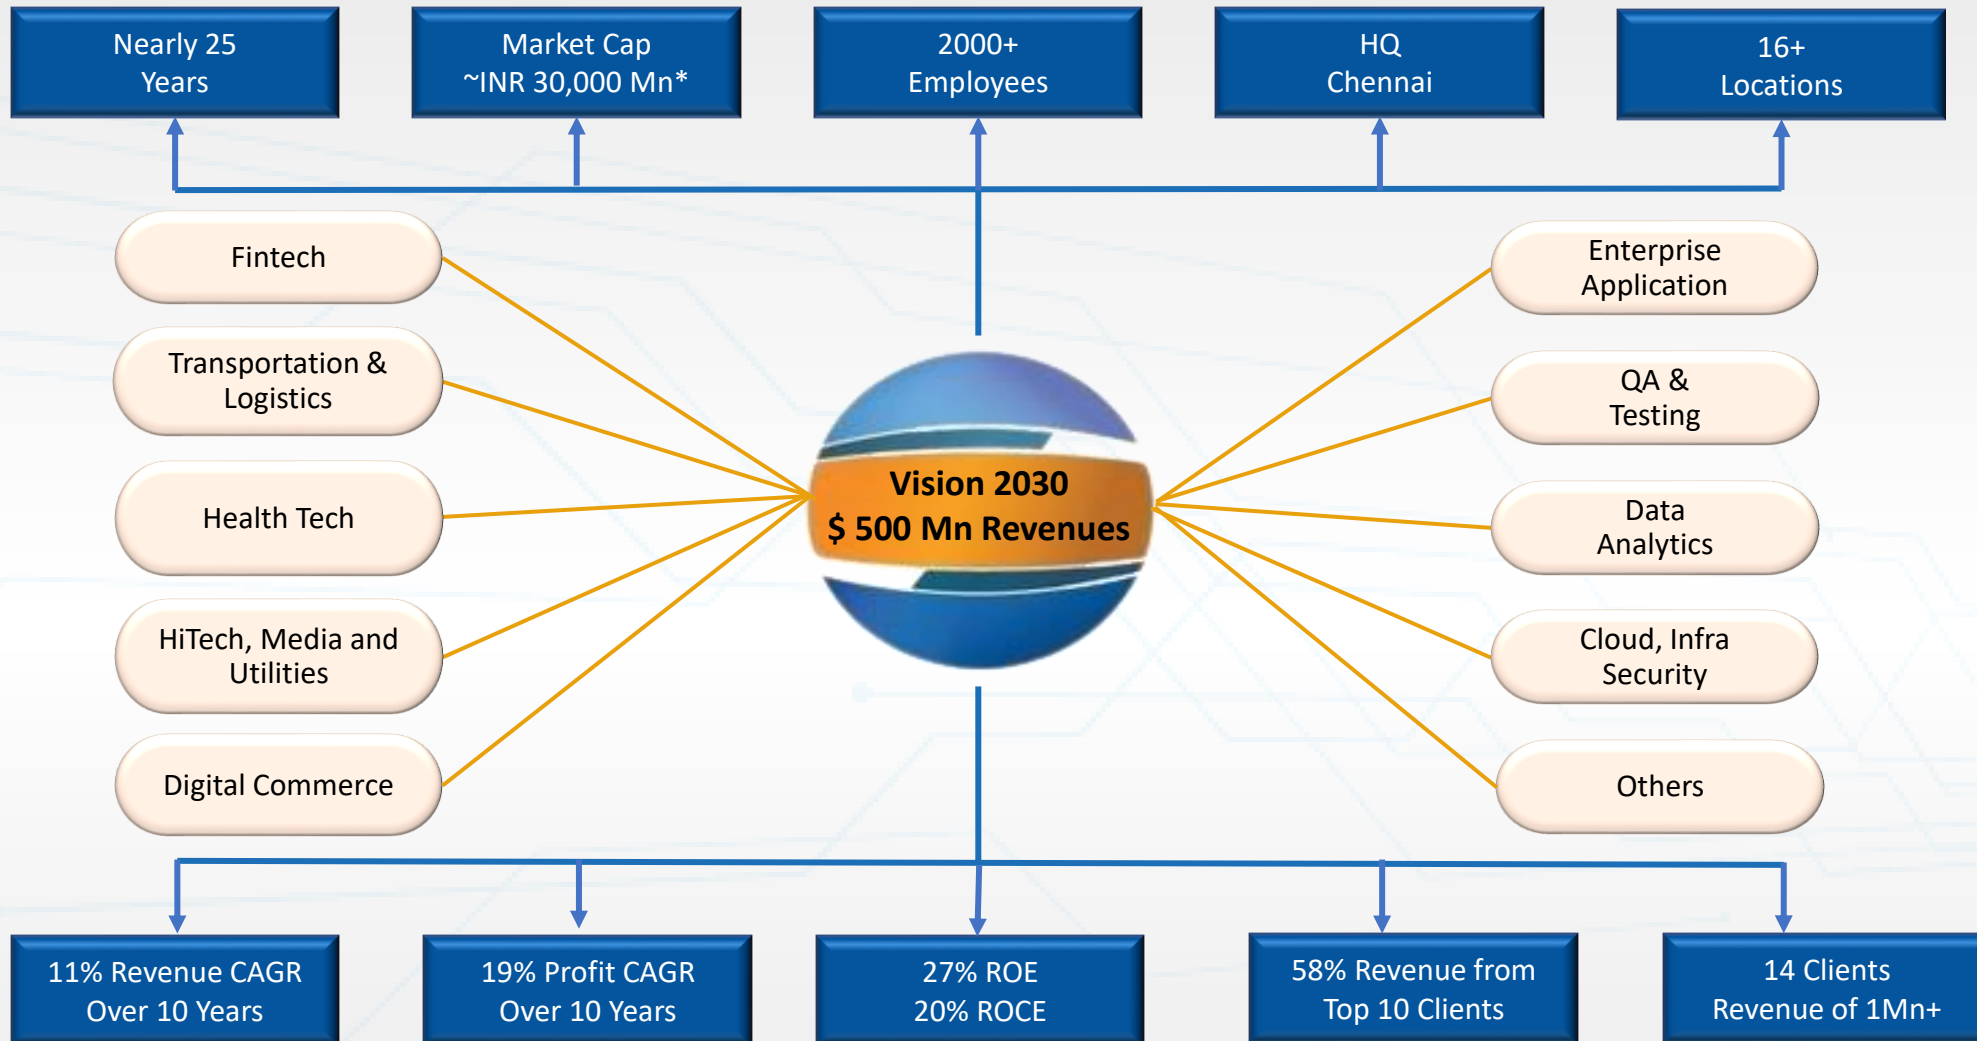 Nearly 25
Years
Market Cap
~INR 30,000 Mn*
2000+
Employees
HQ
Chennai
16+
Locations
Fintech
Transportation &
Logistics
Health Tech
HiTech, Media and
Utilities
Digital Commerce
Vision 2030
$ 500 Mn Revenues
Enterprise
Application
QA &
Testing
Data
Analytics
Cloud, Infra
Security
Others
11% Revenue CAGR
Over 10 Years
19% Profit CAGR
Over 10 Years
27% ROE
20% ROCE
58% Revenue from
Top 10 Clients
14 Clients
Revenue of 1Mn+